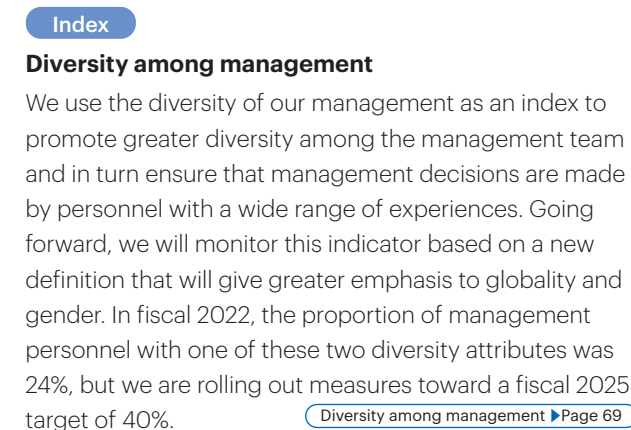 Index
Diversity among management
We use the diversity of our management as an index to
promote greater diversity among the management team
and in turn ensure that management decisions are made
by personnel with a wide range of experiences. Going
forward, we will monitor this indicator based on a new
definition that will give greater emphasis to globality and
gender. In fiscal 2022, the proportion of management
personnel with one of these two diversity attributes was
24%, but we are rolling out measures toward a fiscal 2025
target of 40%.
Diversity among management ▶Page 69